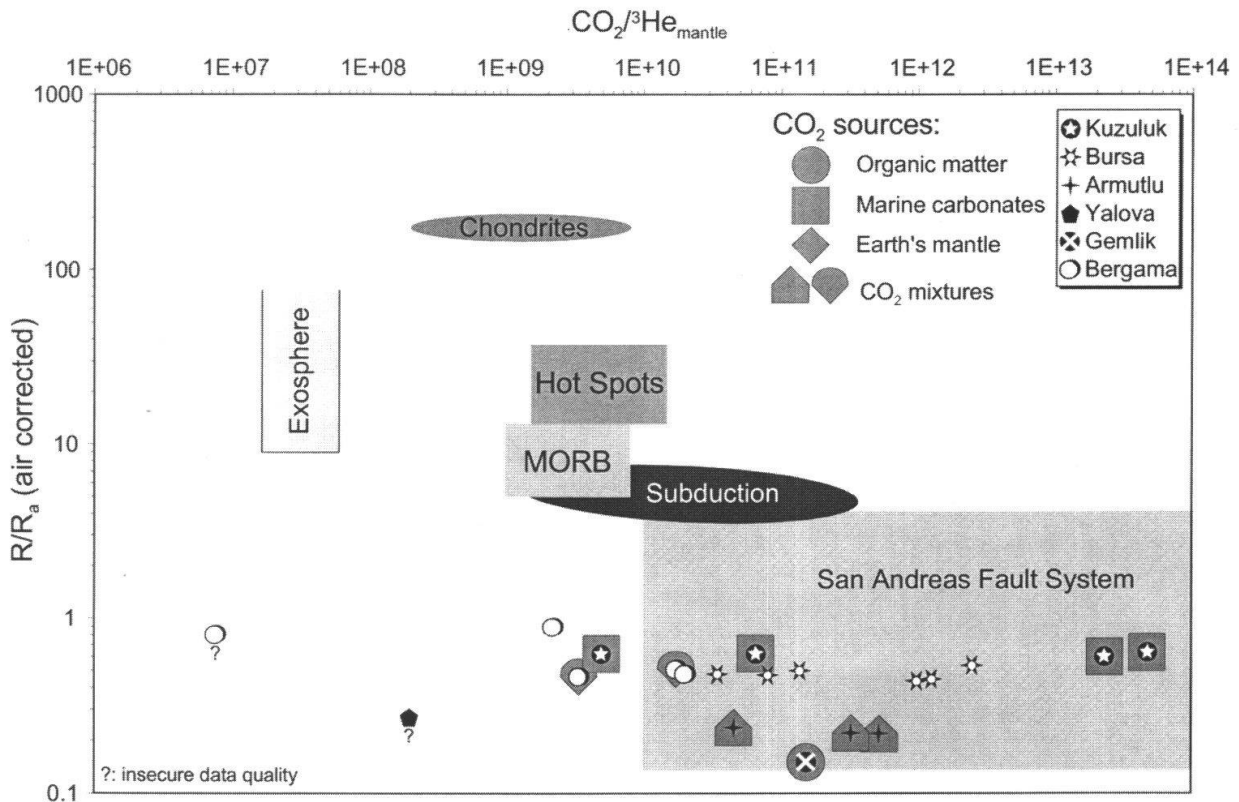 CO₂/³He mantle
1E+06 1E+07 1E+08 1E+09 1E+10 1E+11 1E+12 1E+13 1E+14
1000
100
10
1
0.1
R/Rₐ (air corrected)
CO₂ sources:
Organic matter
Marine carbonates
Earth's mantle
CO₂ mixtures
Kuzuluk
Bursa
Armutlu
Yalova
Gemlik
Bergama
Chondrites
Exosphere
Hot Spots
MORB
Subduction
San Andreas Fault System
?
?
?: insecure data quality